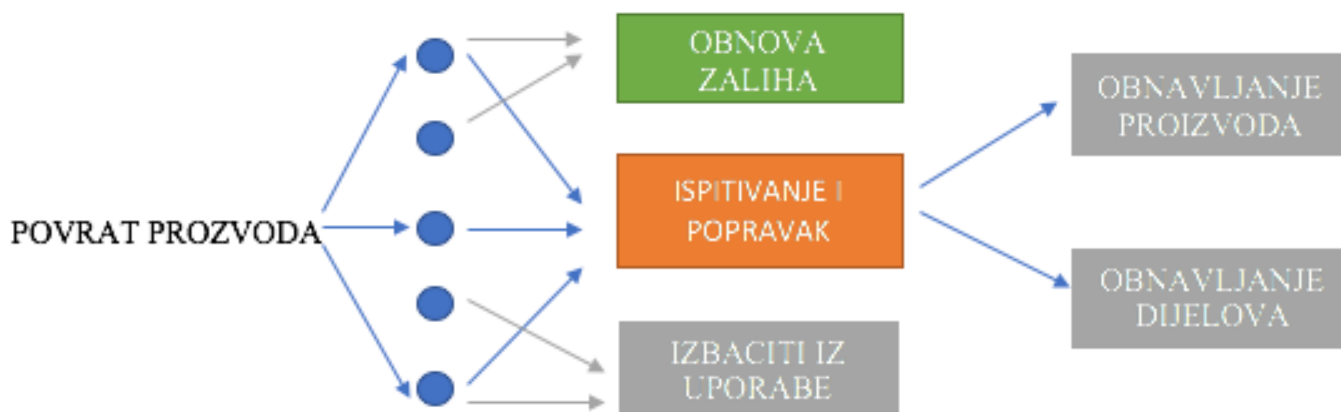 POVRAT PROZVODA
OBNOVA
ZALIHA
ISPITIVANJE I
POPRAVAK
IZBACITI IZ
UPORABE
OBNAVLJANJE
PROIZVODA
OBNAVLJANJE
DIJELOVA